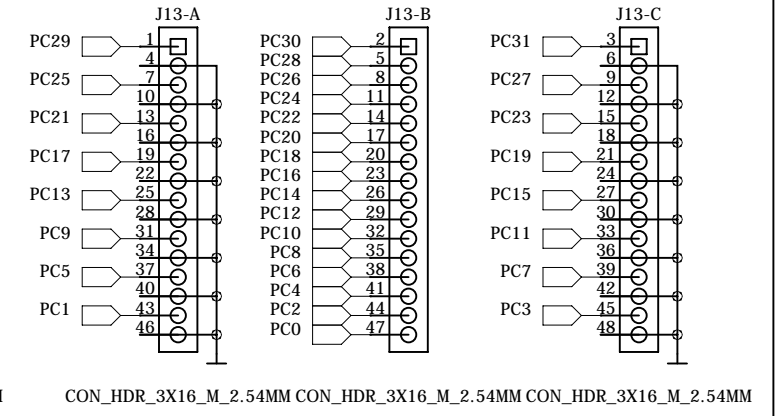 J13-A J13-B J13-C
PC29 1 PC30 2 PC31 3
4 PC28 5 6
PC25 7 PC26 8 PC27 9
10 PC24 11 12
PC21 13 PC22 14 PC23 15
16 PC20 17 18
PC17 19 PC18 20 PC19 21
22 PC16 23 24
PC13 25 PC14 26 PC15 27
28 PC12 29 30
PC9 31 PC10 32 PC11 33
34 PC8 35 36
PC5 37 PC6 38 PC7 39
40 PC4 41 42
PC1 43 PC2 44 PC3 45
46 PC0 47 48
CON_HDR_3X16_M_2.54MM CON_HDR_3X16_M_2.54MM CON_HDR_3X16_M_2.54MM